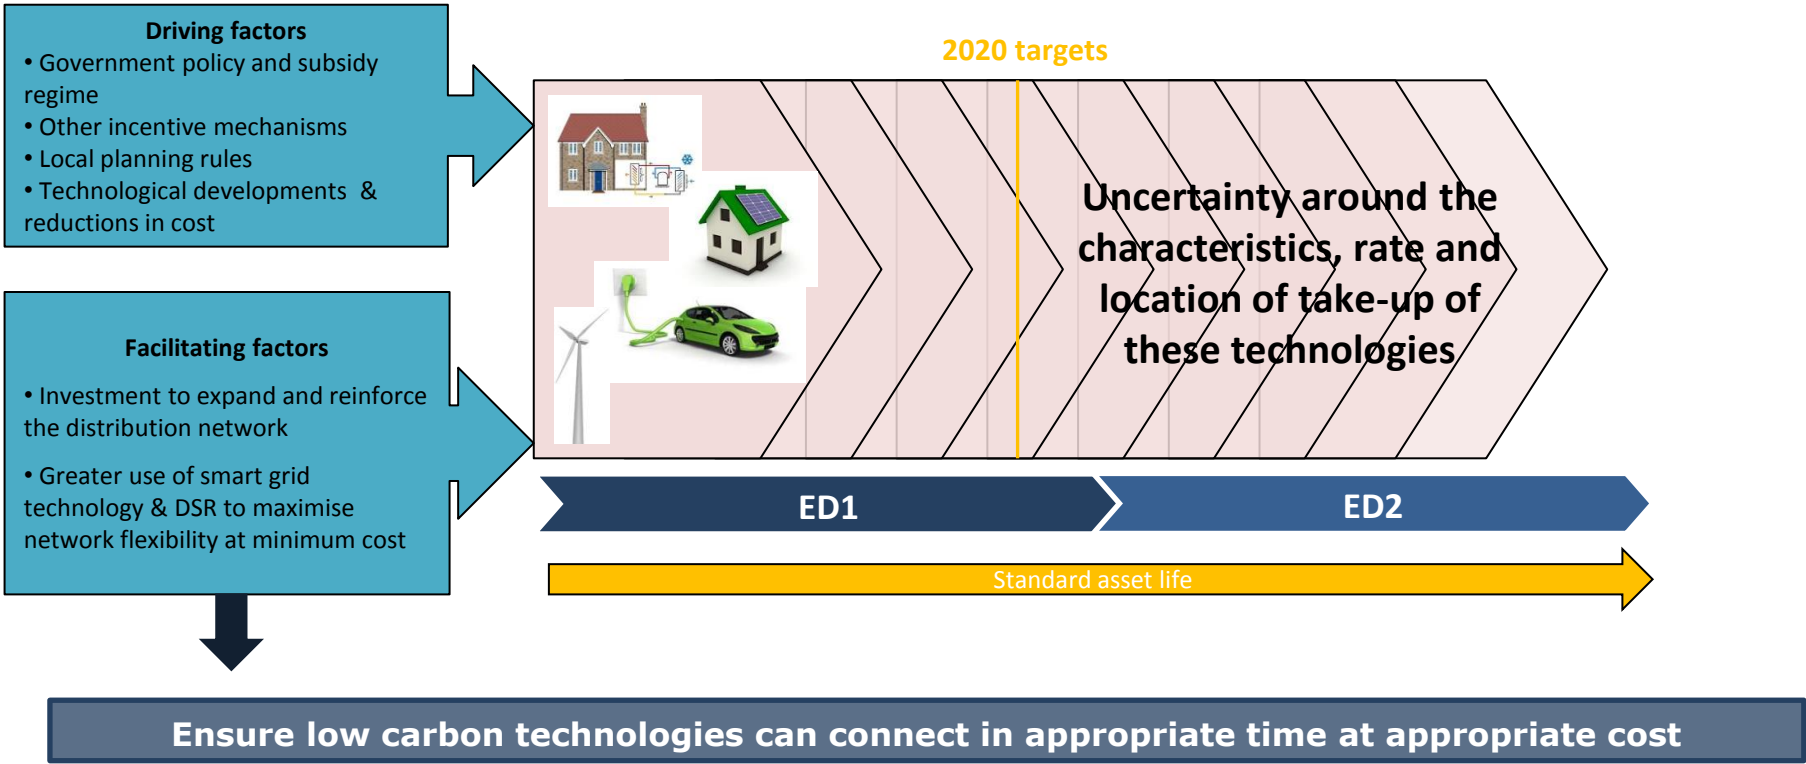 Driving factors
• Government policy and subsidy
regime
• Other incentive mechanisms
• Local planning rules
• Technological developments &
reductions in cost
Facilitating factors
• Investment to expand and reinforce
the distribution network
• Greater use of smart grid
technology & DSR to maximise
network flexibility at minimum cost
2020 targets
Uncertainty around the
characteristics, rate and
location of take-up of
these technologies
ED1
ED2
Standard asset life
Ensure low carbon technologies can connect in appropriate time at appropriate cost